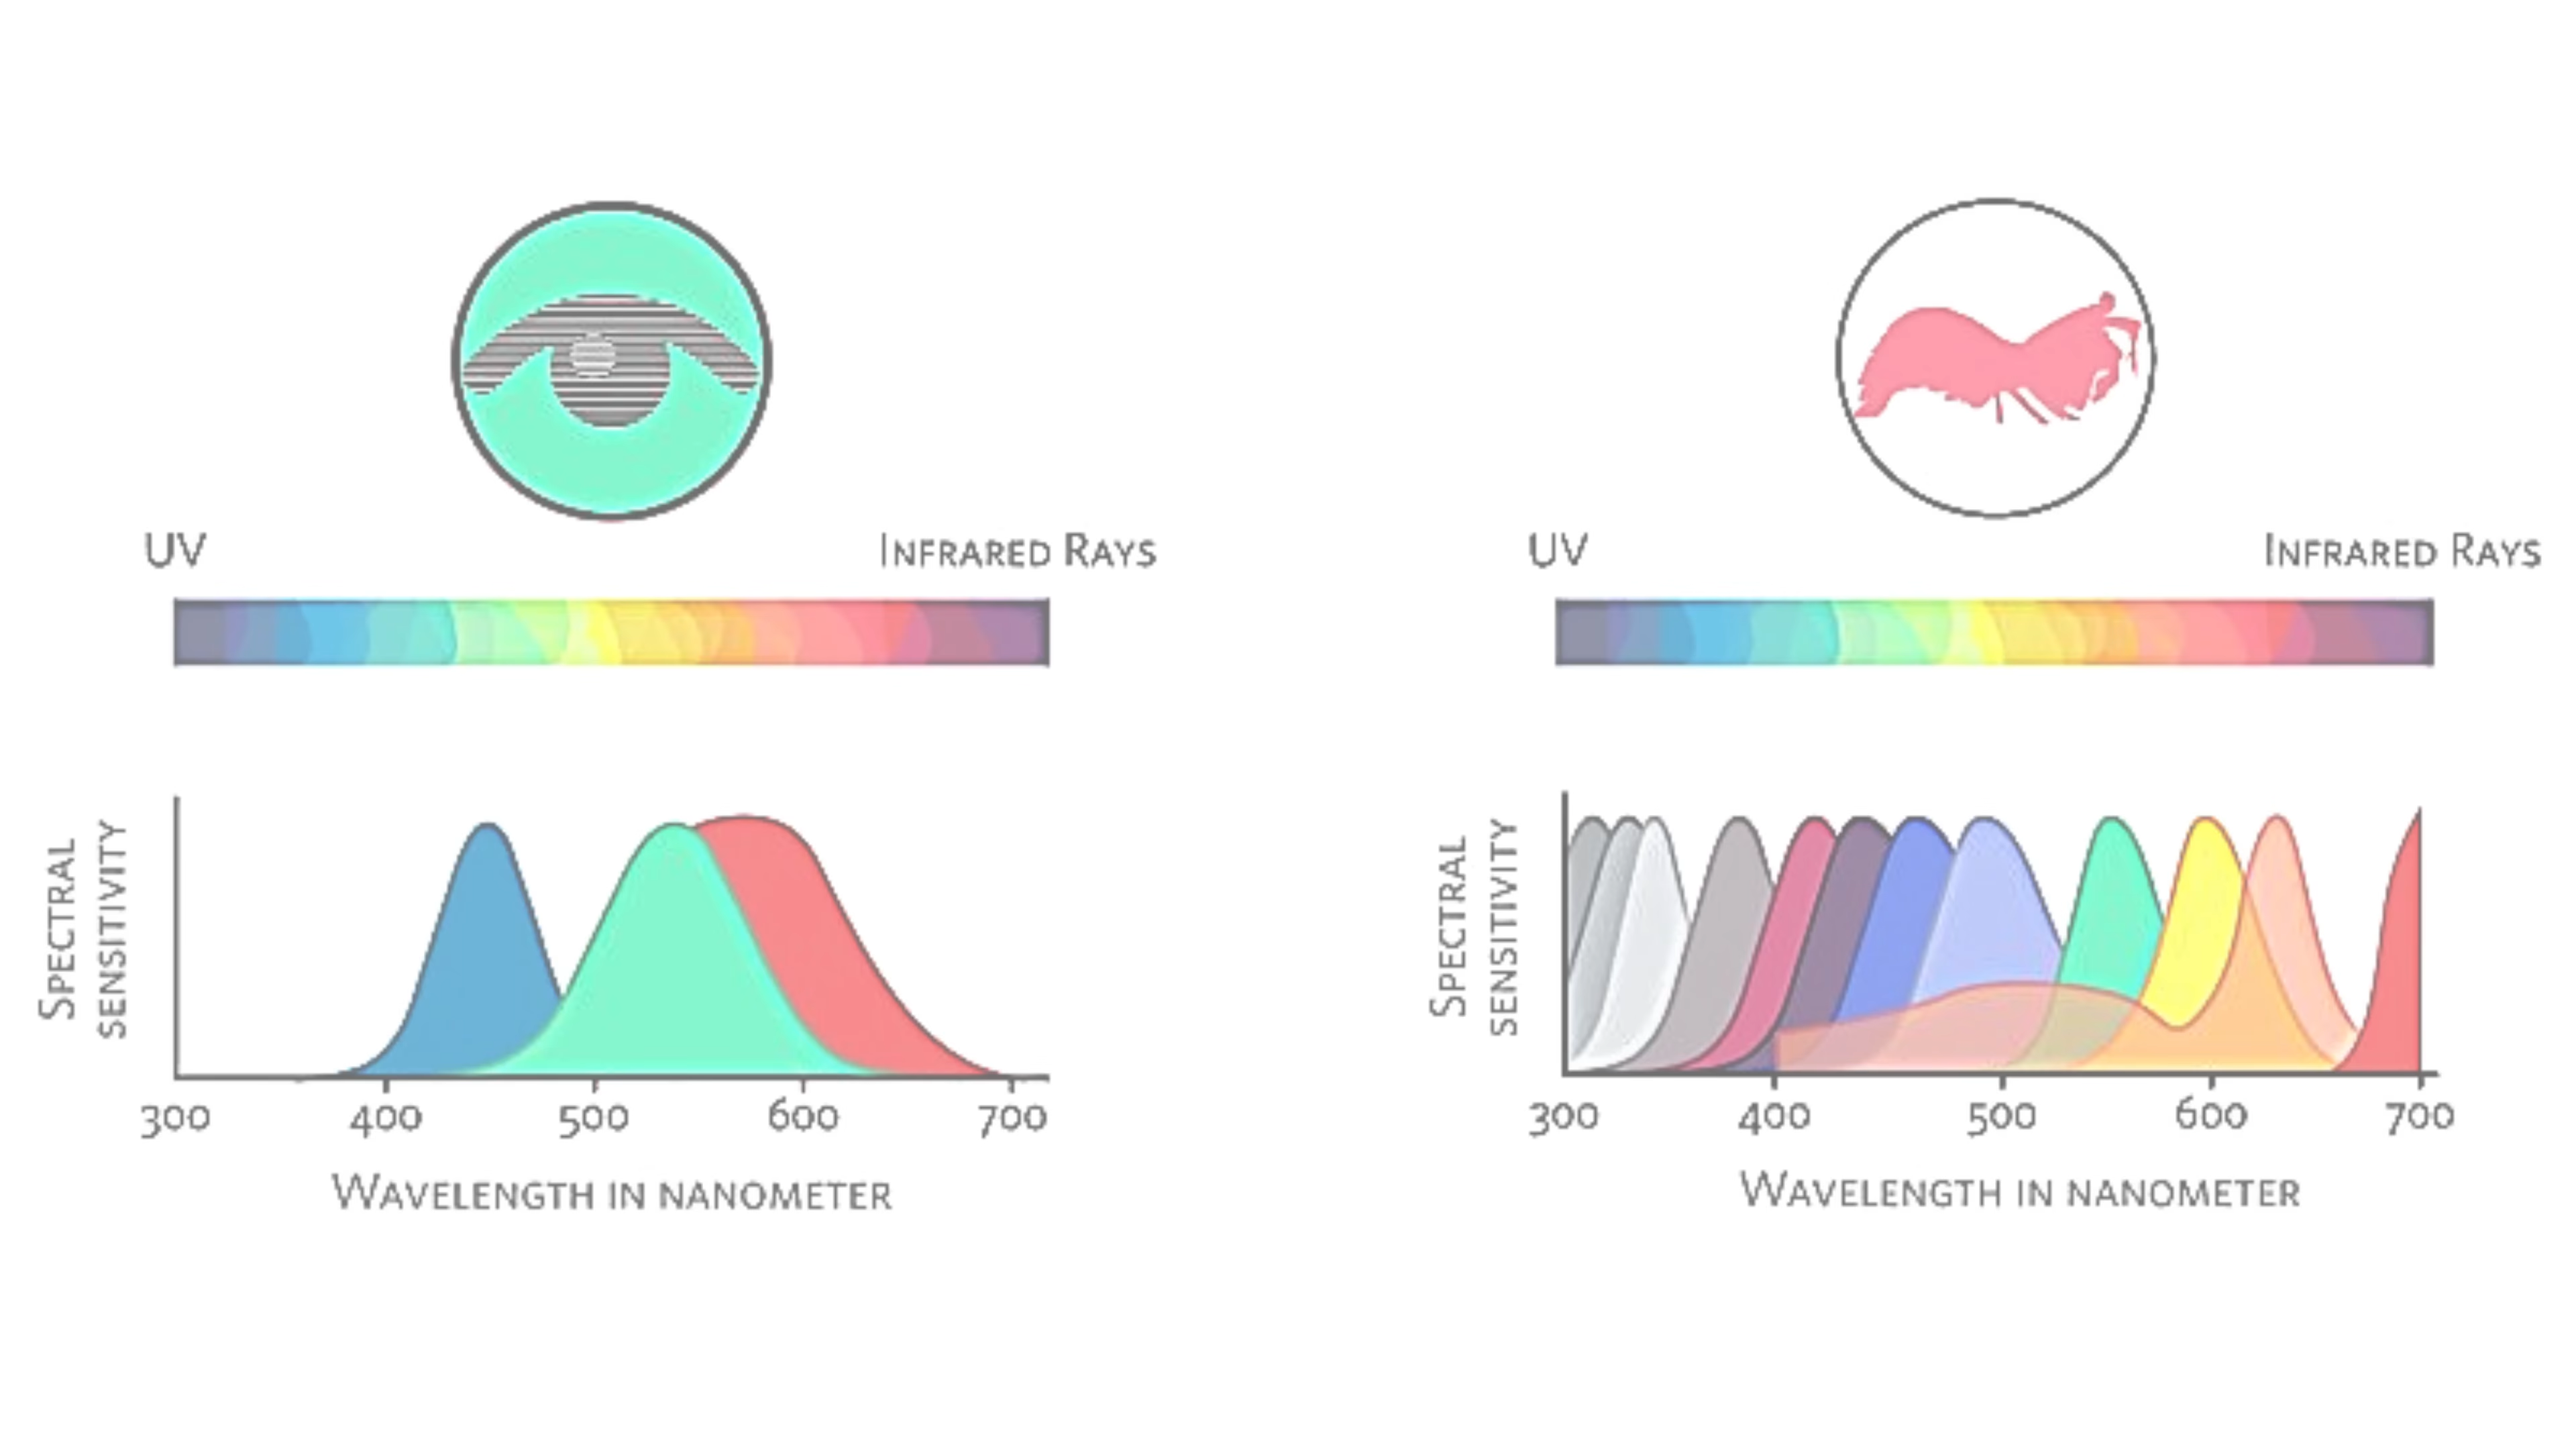 UV
Infrared Rays
Spectral
sensitivity
300 400 500 600 700
Wavelength in nanometer
UV
Infrared Rays
Spectral
sensitivity
300 400 500 600 700
Wavelength in nanometer